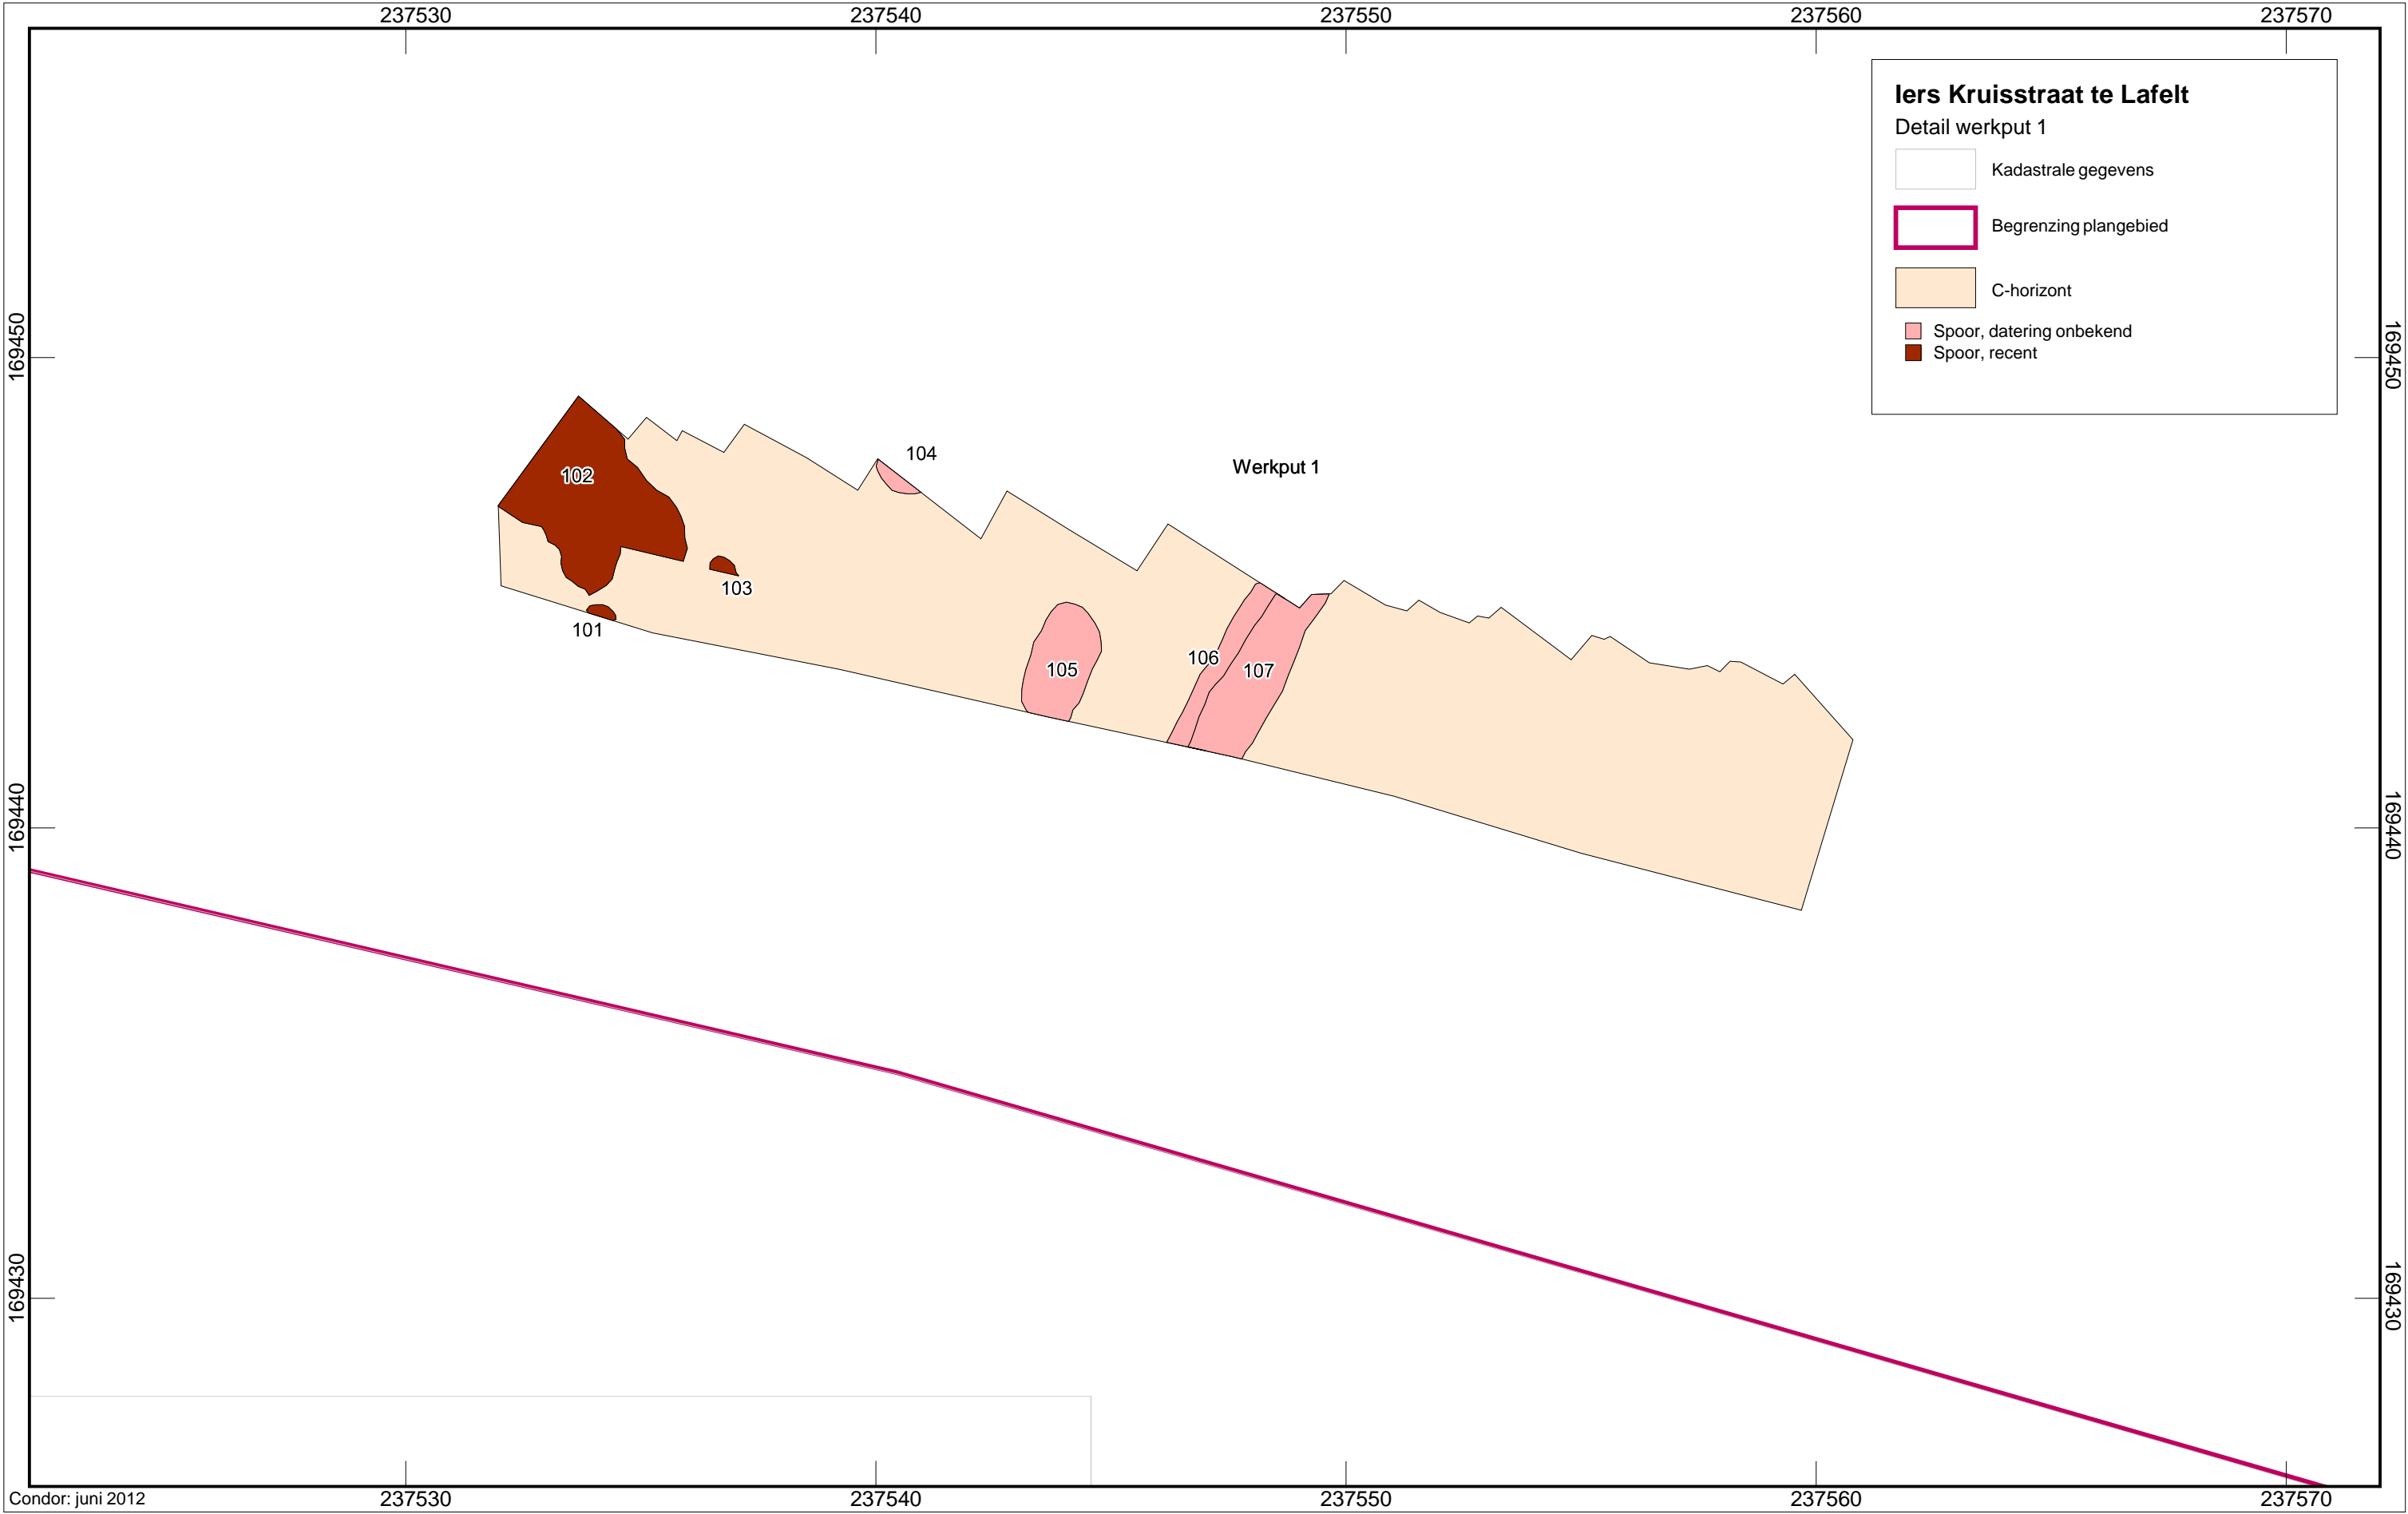 237530 237540 237550 237560 237570
Iers Kruisstraat te Lafelt
Detail werkput 1
Kadastrale gegevens
Begrenzing plangebied
C-horizont
Spoor, datering onbekend
Spoor, recent
169450 169450
104
Werkput 1
102
103
101
106
105 107
169440 169440
169430 169430
Condor: juni 2012
237530 237540 237550 237560 237570